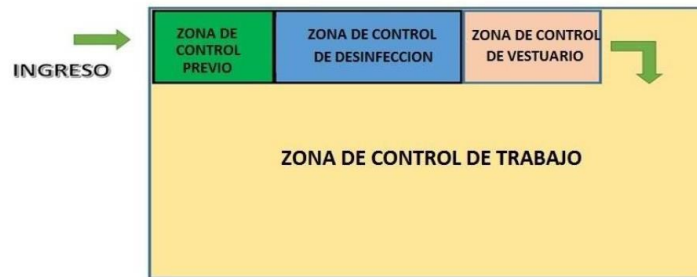 INGRESO
ZONA DE
CONTROL
PREVIO
ZONA DE CONTROL
DE DESINFECCION
ZONA DE CONTROL
DE VESTUARIO
ZONA DE CONTROL DE TRABAJO